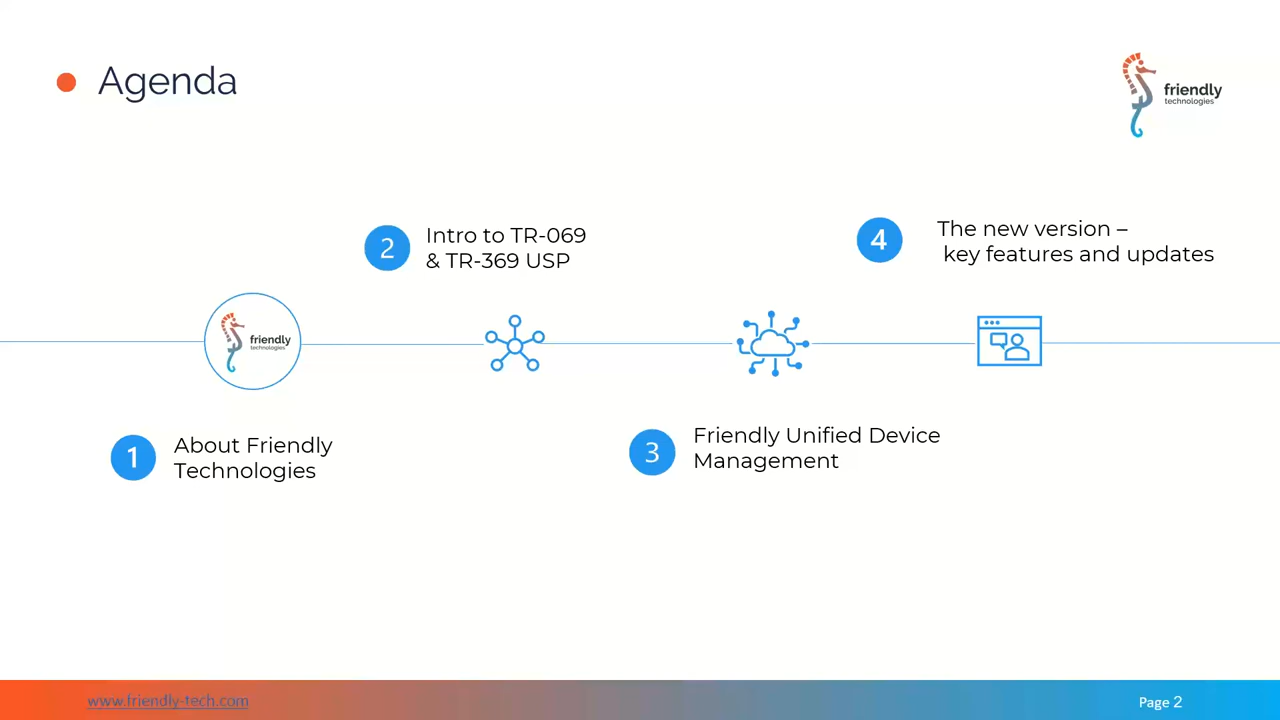 Agenda
friendly
technologies
2
Intro to TR-069
& TR-369 USP
4
The new version –
key features and updates
friendly
technologies
1
About Friendly
Technologies
3
Friendly Unified Device
Management
www.friendly-tech.com
Page 2